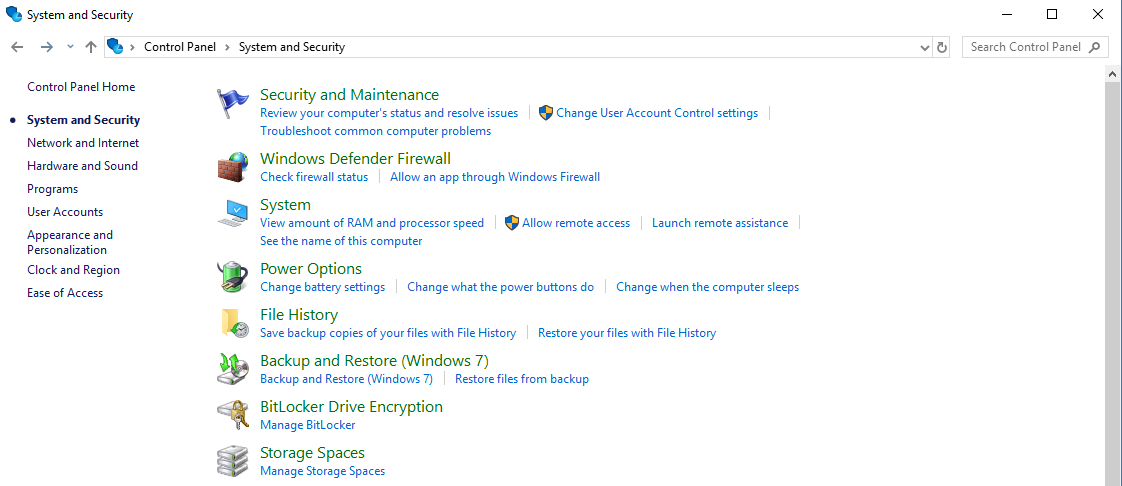 System and Security
Control Panel System and Security
Search Control Panel
Control Panel Home
System and Security
Network and Internet
Hardware and Sound
Programs
User Accounts
Appearance and
Personalization
Clock and Region
Ease of Access
Security and Maintenance
Review your computer's status and resolve issues Change User Account Control settings
Troubleshoot common computer problems
Windows Defender Firewall
Check firewall status Allow an app through Windows Firewall
System
View amount of RAM and processor speed Allow remote access Launch remote assistance
See the name of this computer
Power Options
Change battery settings Change what the power buttons do Change when the computer sleeps
File History
Save backup copies of your files with File History Restore your files with File History
Backup and Restore (Windows 7)
Backup and Restore (Windows 7) Restore files from backup
BitLocker Drive Encryption
Manage BitLocker
Storage Spaces
Manage Storage Spaces